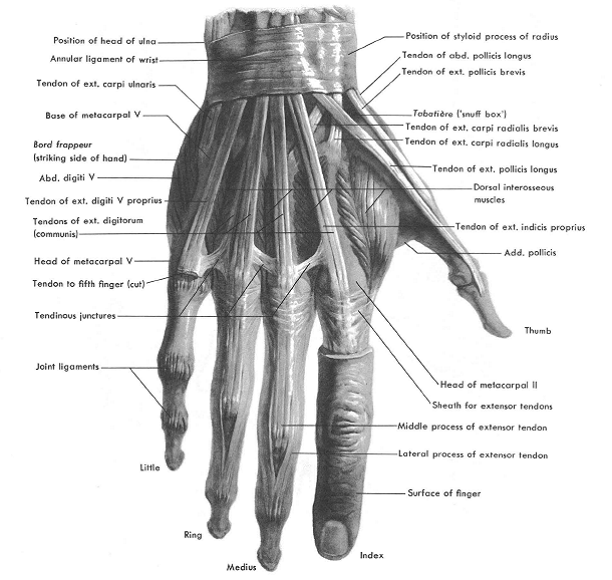 Position of head of ulna
Annular ligament of wrist
Tendon of ext. carpi ulnaris
Base of metacarpal V
Bord frappeur
(striking side of hand)
Abd. digiti V
Tendon of ext. digiti V proprius
Tendons of ext. digitorum
(communis)
Head of metacarpal V
Tendon to fifth finger (cut)
Tendinous junctures
Joint ligaments
Little
Ring
Medius
Position of styloid process of radius
Tendon of abd. pollicis longus
Tendon of ext. pollicis brevis
Tabatière ('snuff box')
Tendon of ext. carpi radialis brevis
Tendon of ext. carpi radialis longus
Tendon of ext. pollicis longus
Dorsal interosseous
muscles
Tendon of ext. indicis proprius
Add. pollicis
Thumb
Head of metacarpal II
Sheath for extensor tendons
Middle process of extensor tendon
Lateral process of extensor tendon
Surface of finger
Index